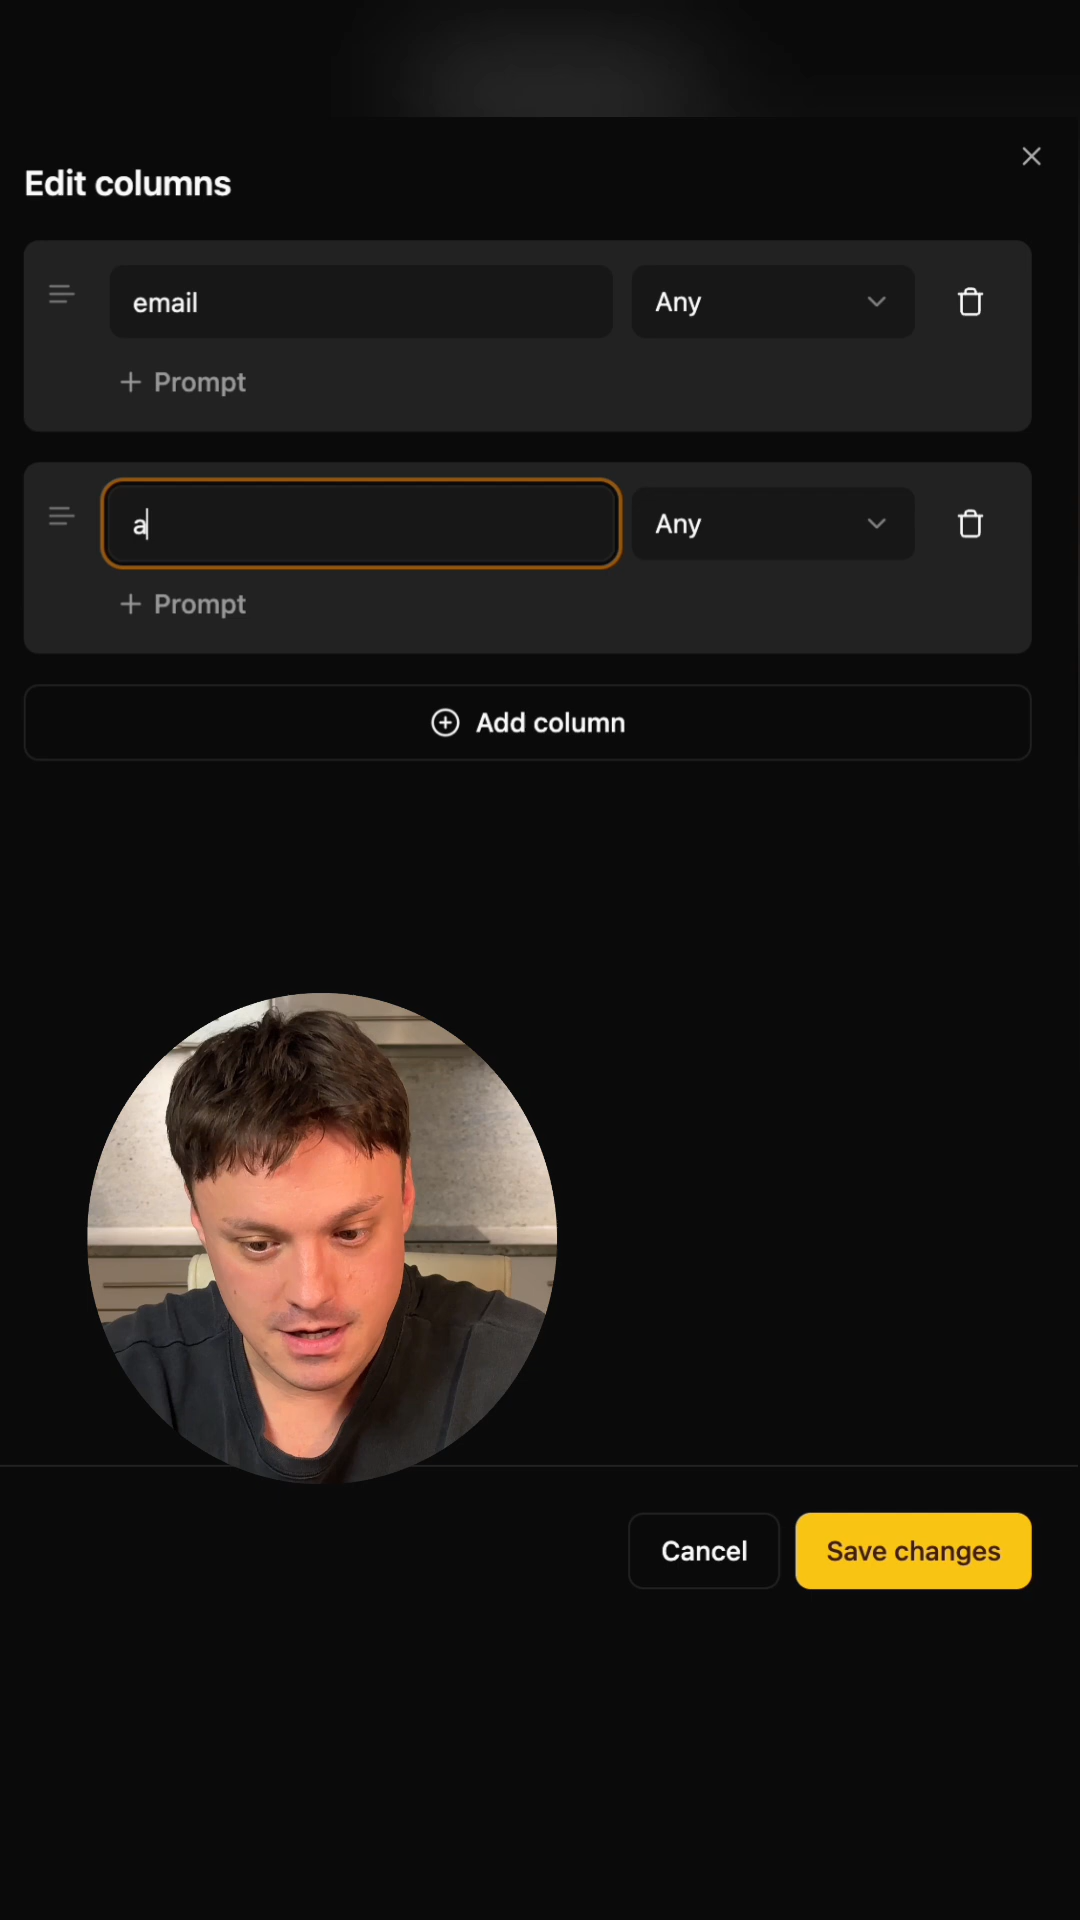 Edit columns
email
Any
Prompt
a
Any
Prompt
Add column
Cancel
Save changes